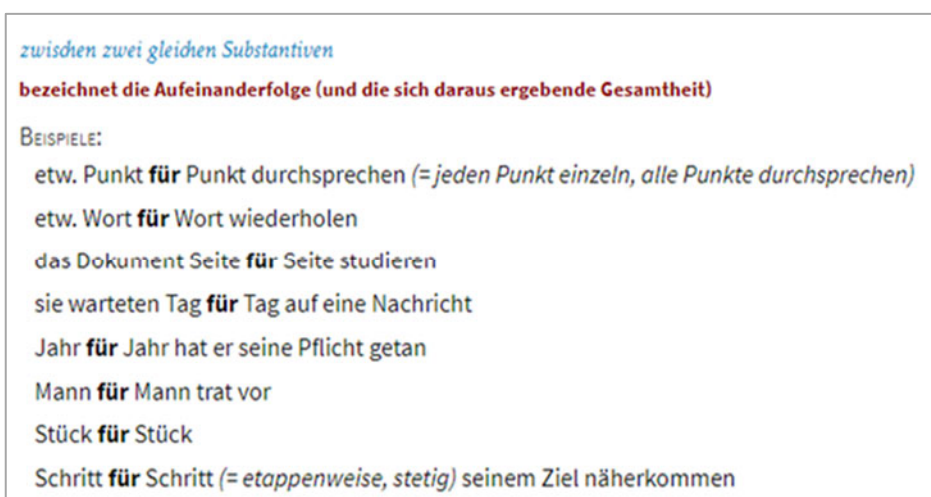 zwischen zwei gleichen Substantiven
bezeichnet die Aufeinanderfolge (und die sich daraus ergebende Gesamtheit)
BEISPIELE:
etw. Punkt für Punkt durchsprechen (= jeden Punkt einzeln, alle Punkte durchsprechen)
etw. Wort für Wort wiederholen
das Dokument Seite für Seite studieren
sie warteten Tag für Tag auf eine Nachricht
Jahr für Jahr hat er seine Pflicht getan
Mann für Mann trat vor
Stück für Stück
Schritt für Schritt (= etappenweise, stetig) seinem Ziel näherkommen